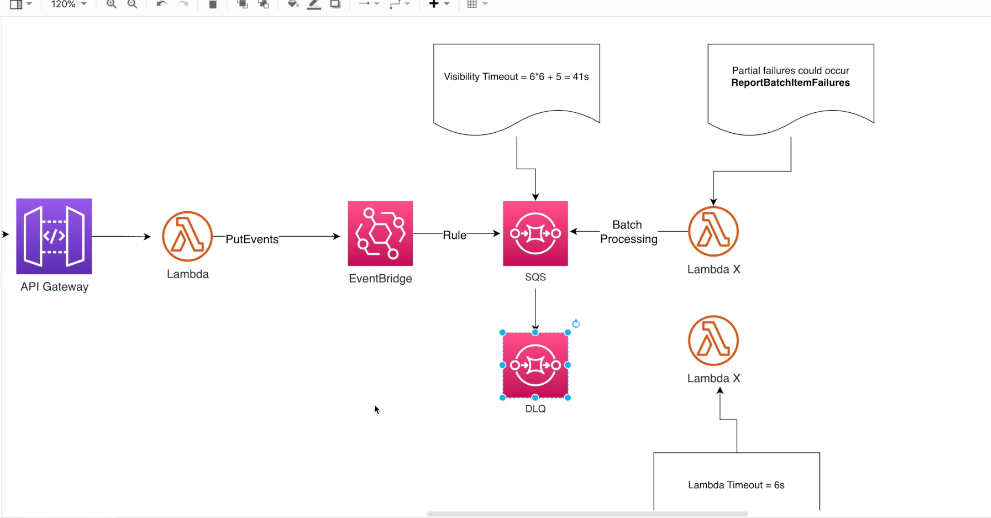 120%
Visibility Timeout = 6*6 + 5 = 41s
Partial failures could occur
ReportBatchItemFailures
PutEvents
Rule
Batch
Processing
API Gateway
Lambda
EventBridge
SQS
Lambda X
DLQ
Lambda X
Lambda Timeout = 6s